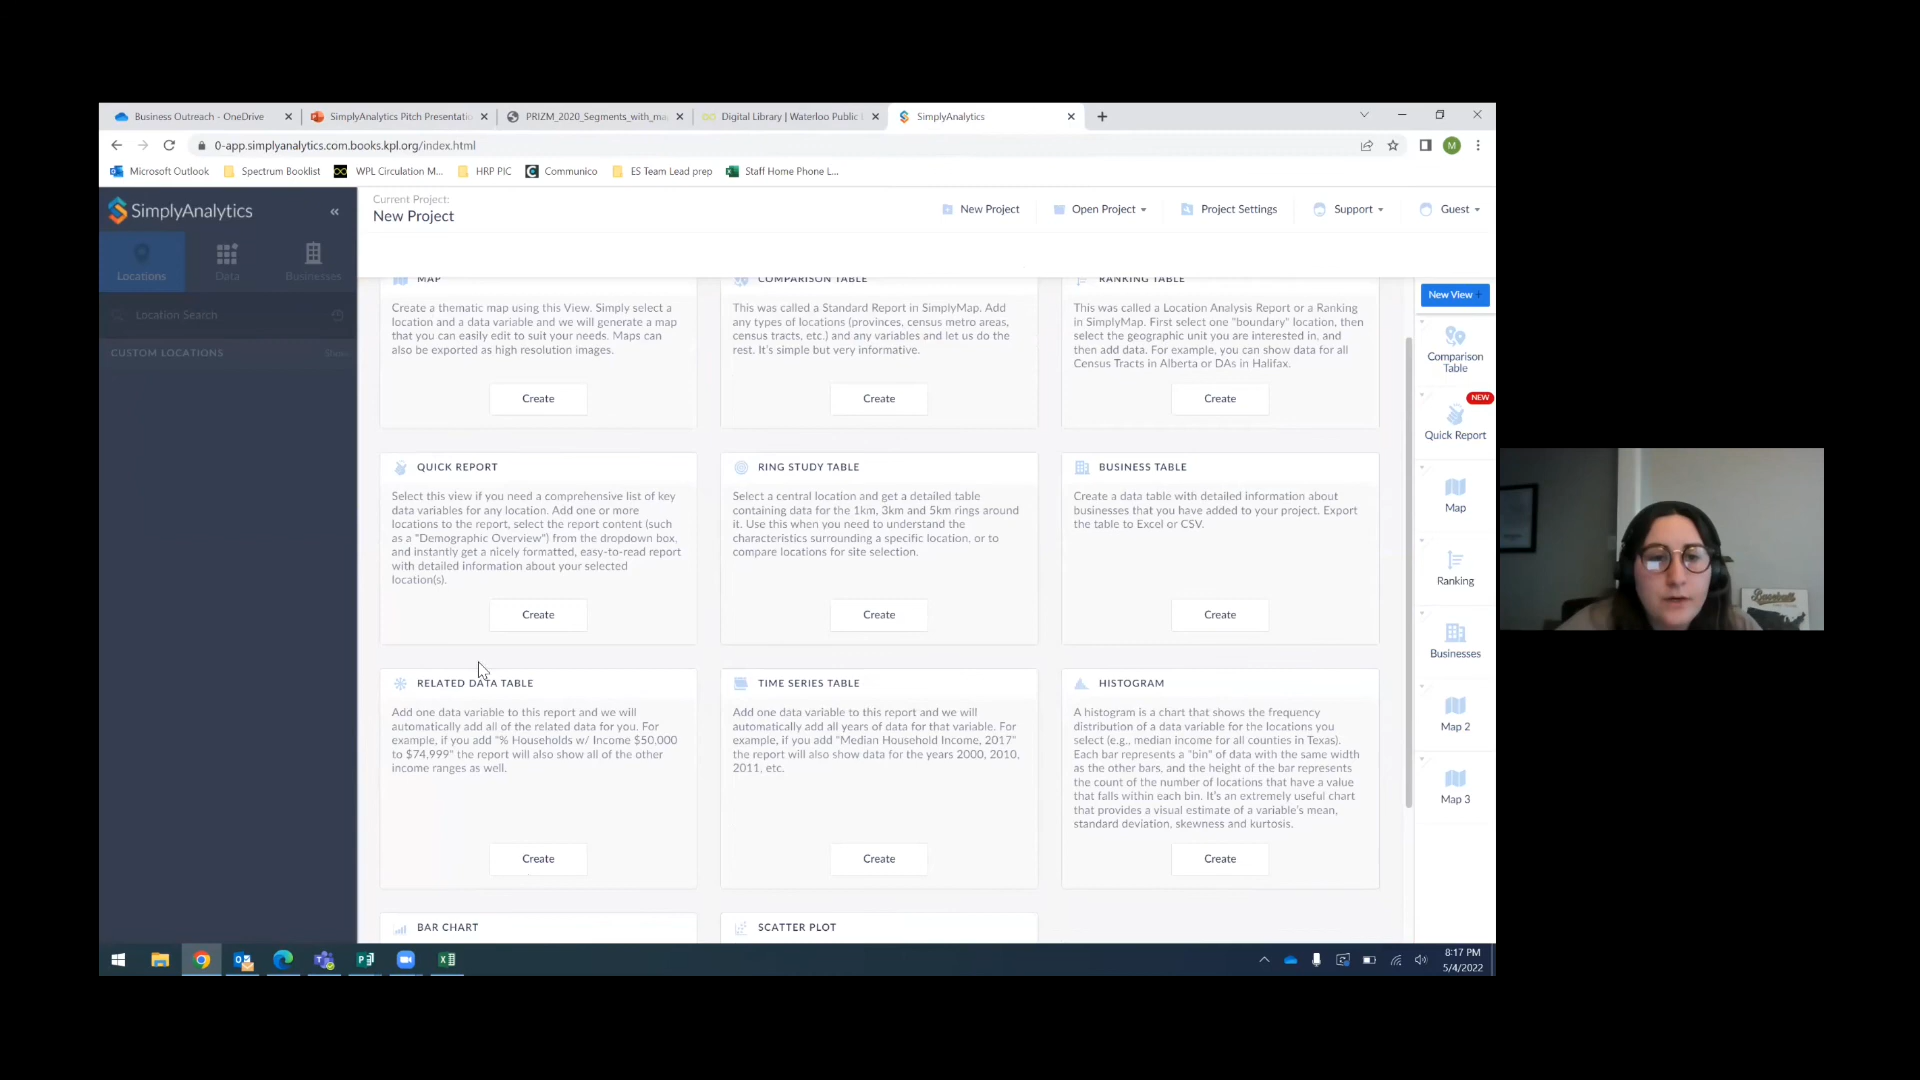 Business Outreach - OneDrive
SimplyAnalytics Pitch Presentatio
PRIZM_2020_Segments_with_ma
Digital Library | Waterloo Public L
SimplyAnalytics
0-app.simplyanalytics.com.books.kpl.org/index.html
M
Microsoft Outlook
Spectrum Booklist
WPL Circulation M...
HRP PIC
Communico
ES Team Lead prep
Staff Home Phone L...
SimplyAnalytics
Current Project:
New Project
New Project
Open Project
Project Settings
Support
Guest
Locations
Data
Businesses
Location Search
CUSTOM LOCATIONS
MAP
Create a thematic map using this View. Simply select a
location and a data variable and we will generate a map
that you can easily edit to suit your needs. Maps can
also be exported as high resolution images.
Create
COMPARISON TABLE
This was called a Standard Report in SimplyMap. Add
any types of locations (provinces, census metro areas,
census tracts, etc.) and any variables and let us do the
rest. It's simple but very informative.
Create
RANKING TABLE
This was called a Location Analysis Report or a Ranking
in SimplyMap. First select one "boundary" location, then
select the geographic unit you are interested in, and
then add data. For example, you can show data for all
Census Tracts in Alberta or DAs in Halifax.
Create
QUICK REPORT
Select this view if you need a comprehensive list of key
data variables for any location. Add one or more
locations to the report, select the report content (such
as a "Demographic Overview") from the dropdown box,
and instantly get a nicely formatted, easy-to-read report
with detailed information about your selected
location(s).
Create
RING STUDY TABLE
Select a central location and get a detailed table
containing data for the 1km, 3km and 5km rings around
it. Use this when you need to understand the
characteristics surrounding a specific location, or to
compare locations for site selection.
Create
BUSINESS TABLE
Create a data table with detailed information about
businesses that you have added to your project. Export
the table to Excel or CSV.
Create
RELATED DATA TABLE
Add one data variable to this report and we will
automatically add all of the related data for you. For
example, if you add "% Households w/ Income $50,000
to $74,999" the report will also show all of the other
income ranges as well.
Create
TIME SERIES TABLE
Add one data variable to this report and we will
automatically add all years of data for that variable. For
example, if you add "Median Household Income, 2017"
the report will also show data for the years 2000, 2010,
2011, etc.
Create
HISTOGRAM
A histogram is a chart that shows the frequency
distribution of a data variable for the locations you
select (e.g., median income for all counties in Texas).
Each bar represents a "bin" of data with the same width
as the other bars, and the height of the bar represents
the count of the number of locations that have a value
that falls within each bin. It's an extremely useful chart
that provides a visual estimate of a variable's mean,
standard deviation, skewness and kurtosis.
Create
BAR CHART
SCATTER PLOT
New View +
Comparison
Table
NEW
Quick Report
Map
Ranking
Businesses
Map 2
Map 3
Baseball
8:17 PM
5/4/2022